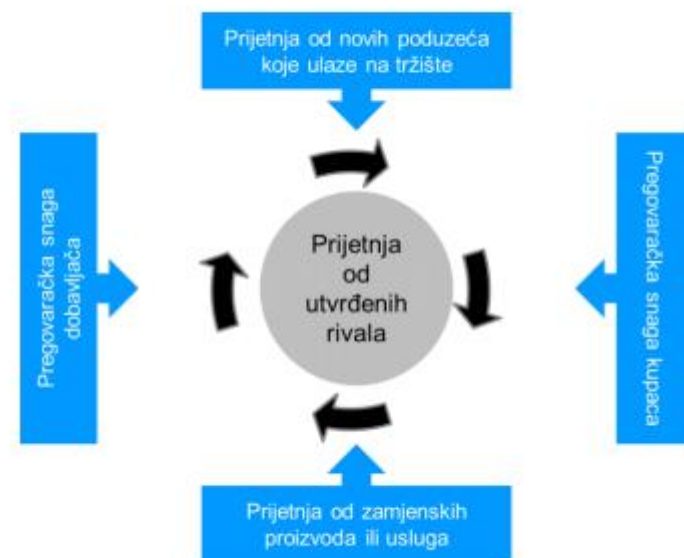 Prijetnja od novih poduzeća
koje ulaze na tržište
Pregovaračka snaga
dobavljača
Prijetnja
od
utvrđenih
rivala
Pregovaračka snaga kupaca
Prijetnja od zamjenskih
proizvoda ili usluga